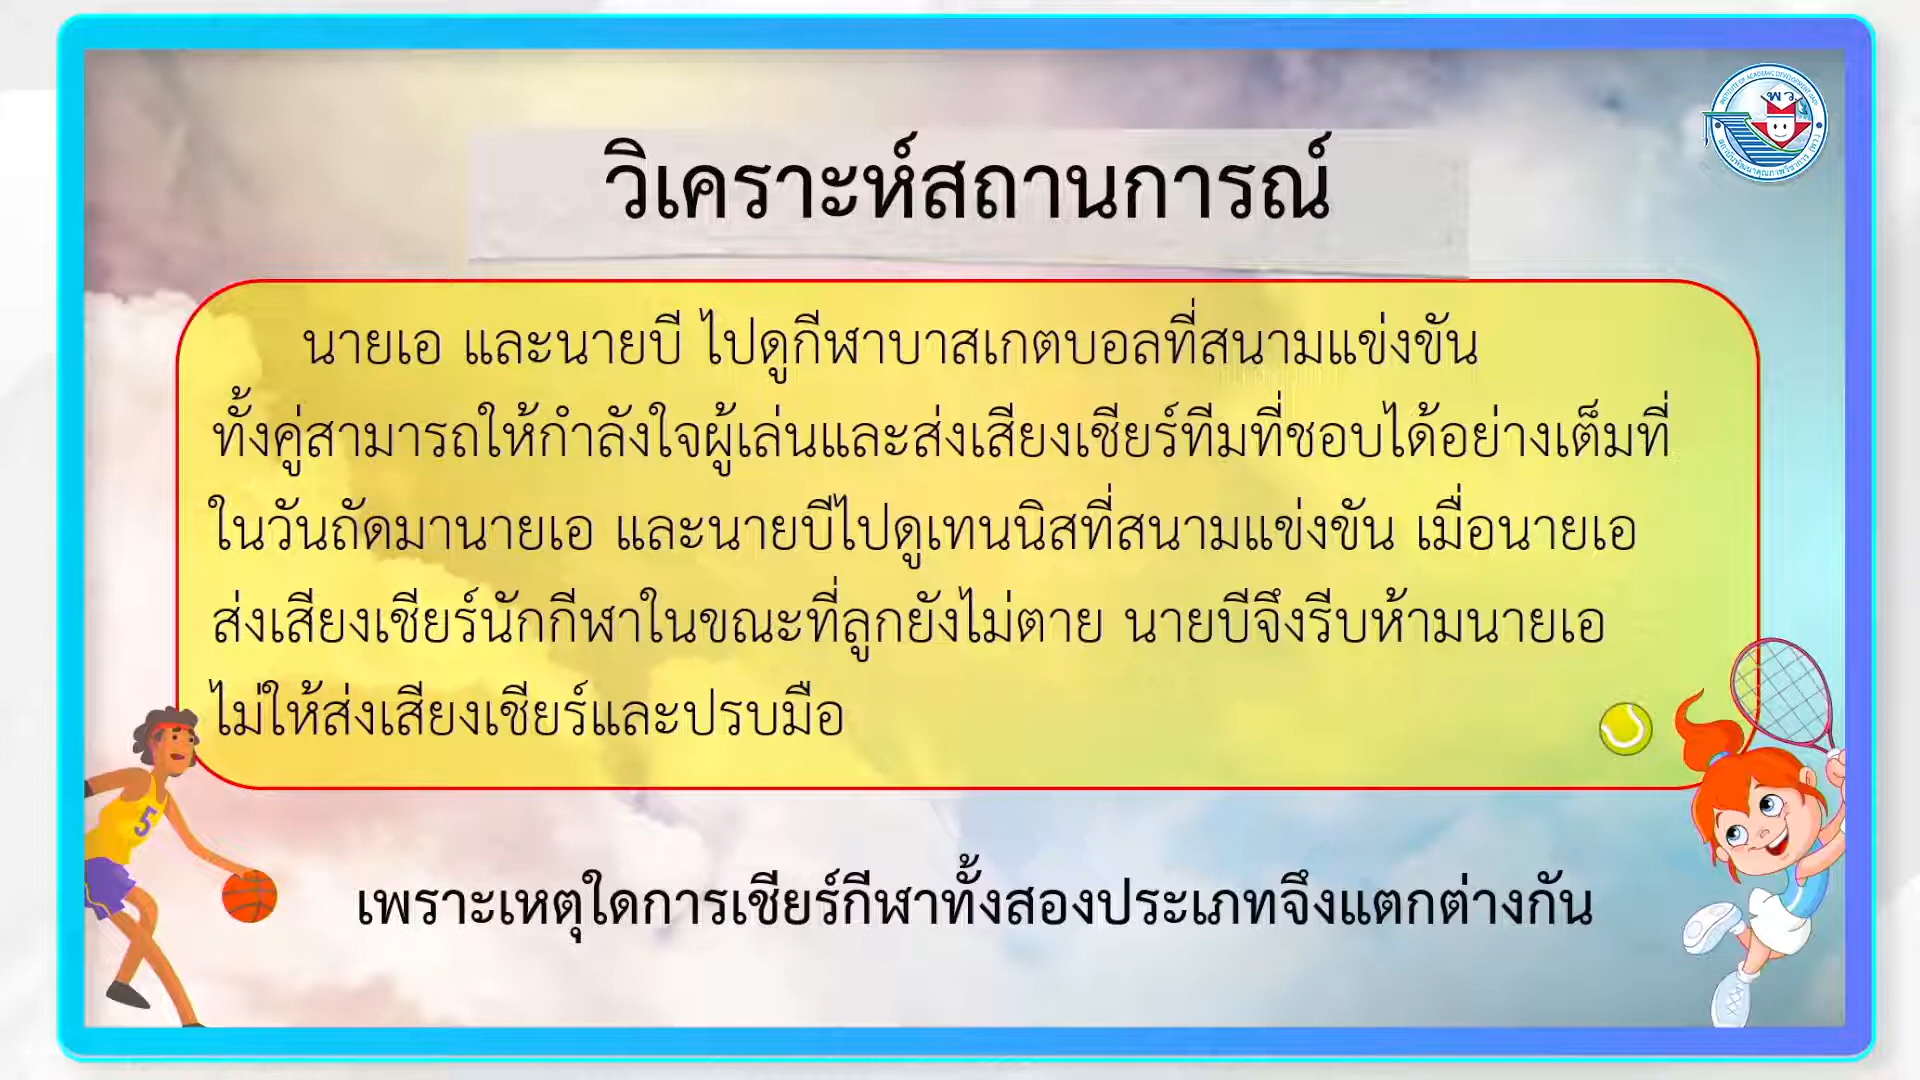 วิเคราะห์สถานการณ์
นายเอ และนายบี ไปดูกีฬาบาสเกตบอลที่สนามแข่งขัน
ทั้งคู่สามารถให้กำลังใจผู้เล่นและส่งเสียงเชียร์ทีมที่ชอบได้อย่างเต็มที่
ในวันถัดมานายเอ และนายบีไปดูเทนนิสที่สนามแข่งขัน เมื่อนายเอ
ส่งเสียงเชียร์นักกีฬาในขณะที่ลูกยังไม่ตาย นายบีจึงรีบห้ามนายเอ
ไม่ให้ส่งเสียงเชียร์และปรบมือ
5
เพราะเหตุใดการเชียร์กีฬาทั้งสองประเภทจึงแตกต่างกัน